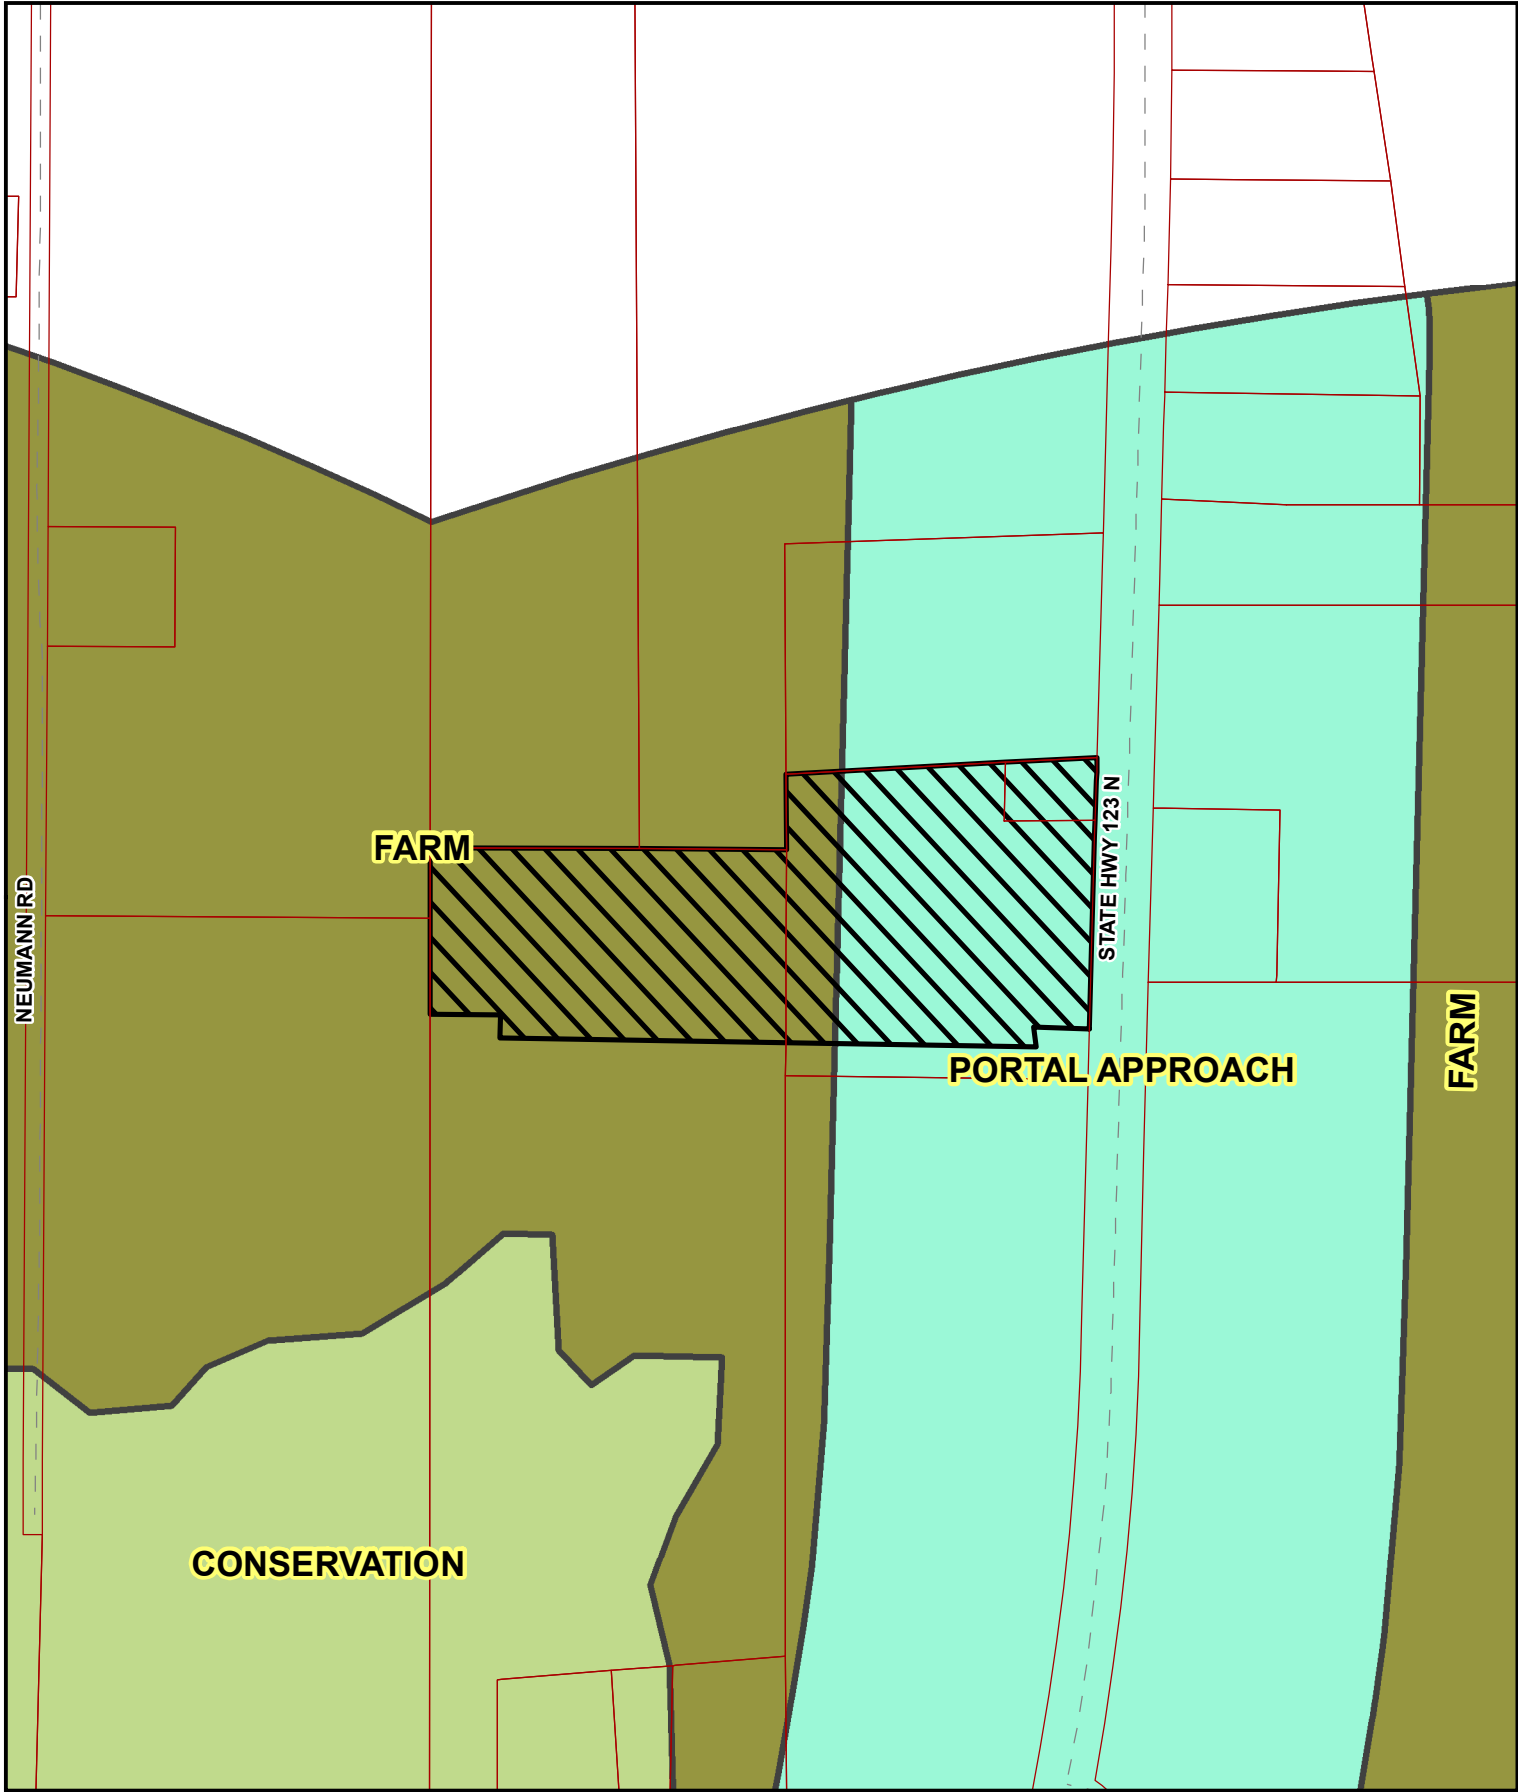 FARM
STATE HWY 123 N
NEUMANN RD
FARM
PORTAL APPROACH
CONSERVATION